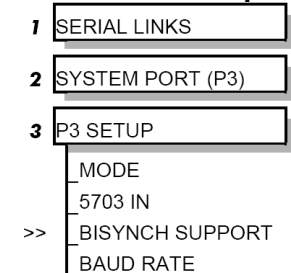 1 SERIAL LINKS
2 SYSTEM PORT (P3)
3 P3 SETUP
MODE
5703 IN
>> BISYNCH SUPPORT
BAUD RATE